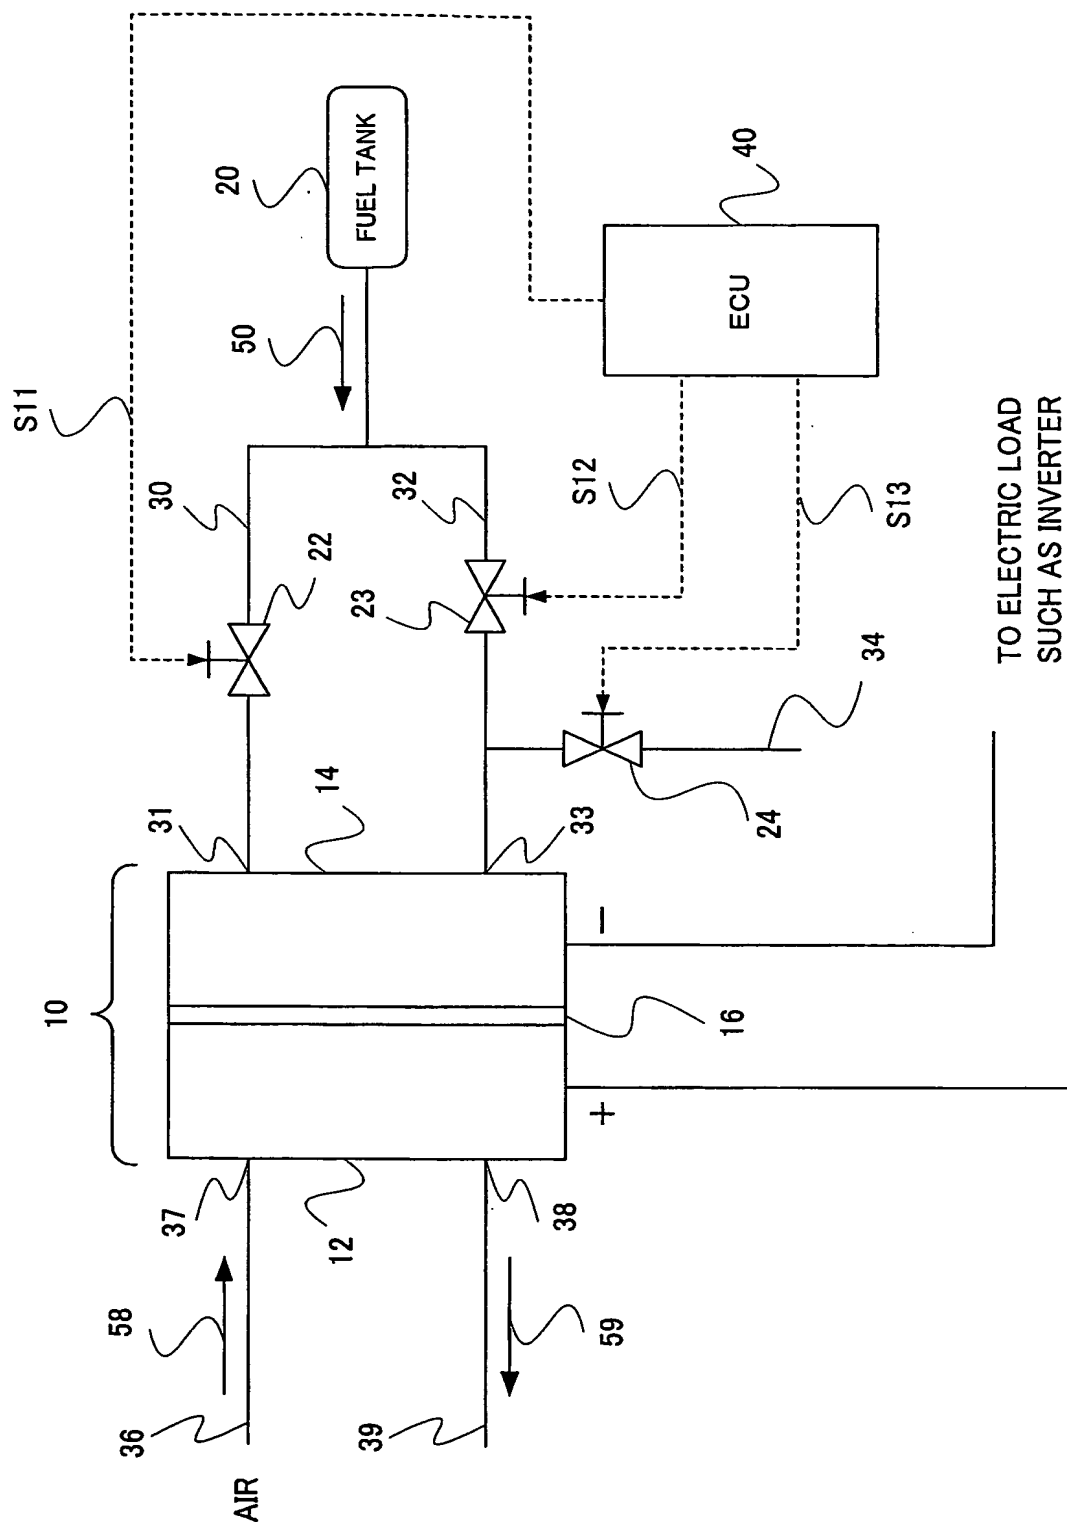 S11
20
FUEL TANK
50
30
22
32
23
S12
S13
40
ECU
34
24
31
14
33
10
16
−
+
37
12
38
58
59
36
39
AIR
TO ELECTRIC LOAD
SUCH AS INVERTER